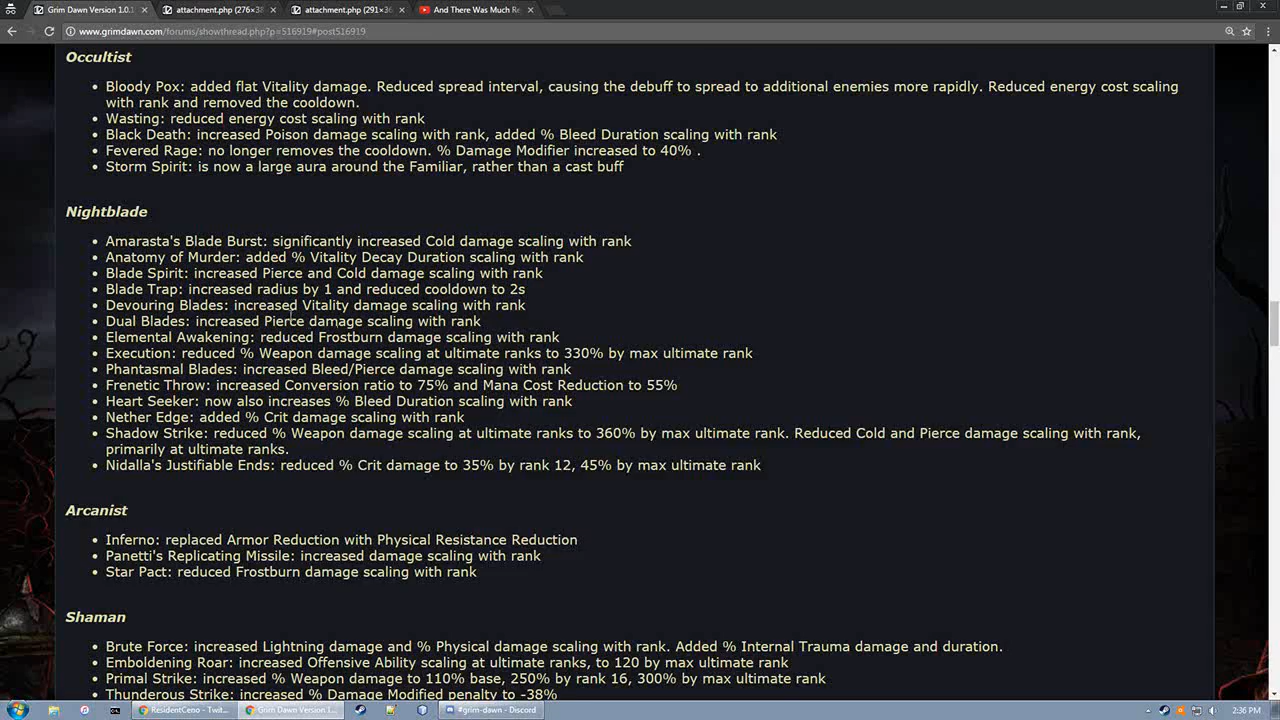 Grim Dawn Version 1.0.1
attachment.php (276×38
attachment.php (291×36
And There Was Much Re
www.grimdawn.com/forums/showthread.php?p=516919#post516919
Occultist
• Bloody Pox: added flat Vitality damage. Reduced spread interval, causing the debuff to spread to additional enemies more rapidly. Reduced energy cost scaling
with rank and removed the cooldown.
• Wasting: reduced energy cost scaling with rank
• Black Death: increased Poison damage scaling with rank, added % Bleed Duration scaling with rank
• Fevered Rage: no longer removes the cooldown. % Damage Modifier increased to 40% .
• Storm Spirit: is now a large aura around the Familiar, rather than a cast buff
Nightblade
• Amarasta's Blade Burst: significantly increased Cold damage scaling with rank
• Anatomy of Murder: added % Vitality Decay Duration scaling with rank
• Blade Spirit: increased Pierce and Cold damage scaling with rank
• Blade Trap: increased radius by 1 and reduced cooldown to 2s
• Devouring Blades: increased Vitality damage scaling with rank
• Dual Blades: increased Pierce damage scaling with rank
• Elemental Awakening: reduced Frostburn damage scaling with rank
• Execution: reduced % Weapon damage scaling at ultimate ranks to 330% by max ultimate rank
• Phantasmal Blades: increased Bleed/Pierce damage scaling with rank
• Frenetic Throw: increased Conversion ratio to 75% and Mana Cost Reduction to 55%
• Heart Seeker: now also increases % Bleed Duration scaling with rank
• Nether Edge: added % Crit damage scaling with rank
• Shadow Strike: reduced % Weapon damage scaling at ultimate ranks to 360% by max ultimate rank. Reduced Cold and Pierce damage scaling with rank,
primarily at ultimate ranks.
• Nidalla's Justifiable Ends: reduced % Crit damage to 35% by rank 12, 45% by max ultimate rank
Arcanist
• Inferno: replaced Armor Reduction with Physical Resistance Reduction
• Panetti's Replicating Missile: increased damage scaling with rank
• Star Pact: reduced Frostburn damage scaling with rank
Shaman
• Brute Force: increased Lightning damage and % Physical damage scaling with rank. Added % Internal Trauma damage and duration.
• Emboldening Roar: increased Offensive Ability scaling at ultimate ranks, to 120 by max ultimate rank
• Primal Strike: increased % Weapon damage to 110% base, 250% by rank 16, 300% by max ultimate rank
• Thunderous Strike: increased % Damage Modified penalty to -38%
ResidentCeno - Twit...
Grim Dawn Version 1...
#grim-dawn - Discord
2:36 PM